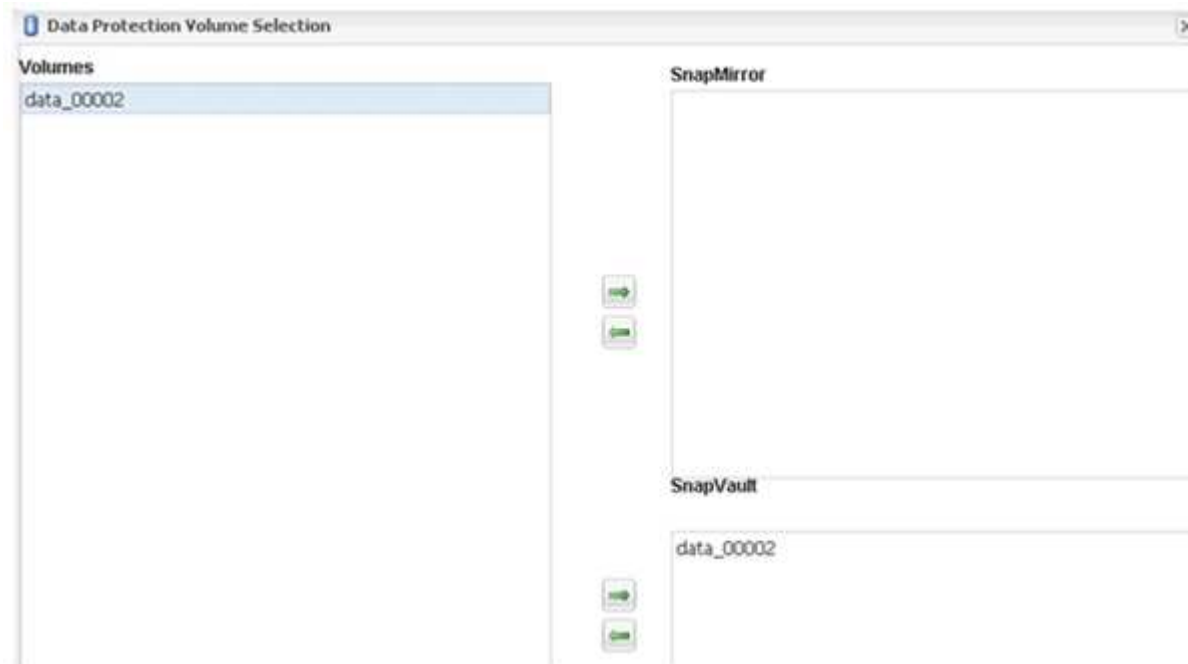 Data Protection Volume Selection
Volumes
data_00002
SnapMirror
SnapVault
data_00002